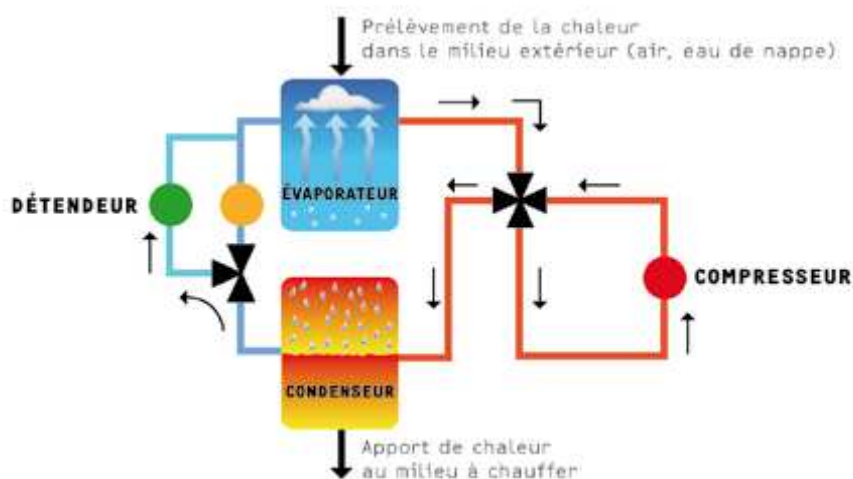 Prélèvement de la chaleur
dans le milieu extérieur (air, eau de nappe)
ÉVAPORATEUR
DÉTENDEUR
COMPRESSEUR
CONDENSEUR
Apport de chaleur
au milieu à chauffer